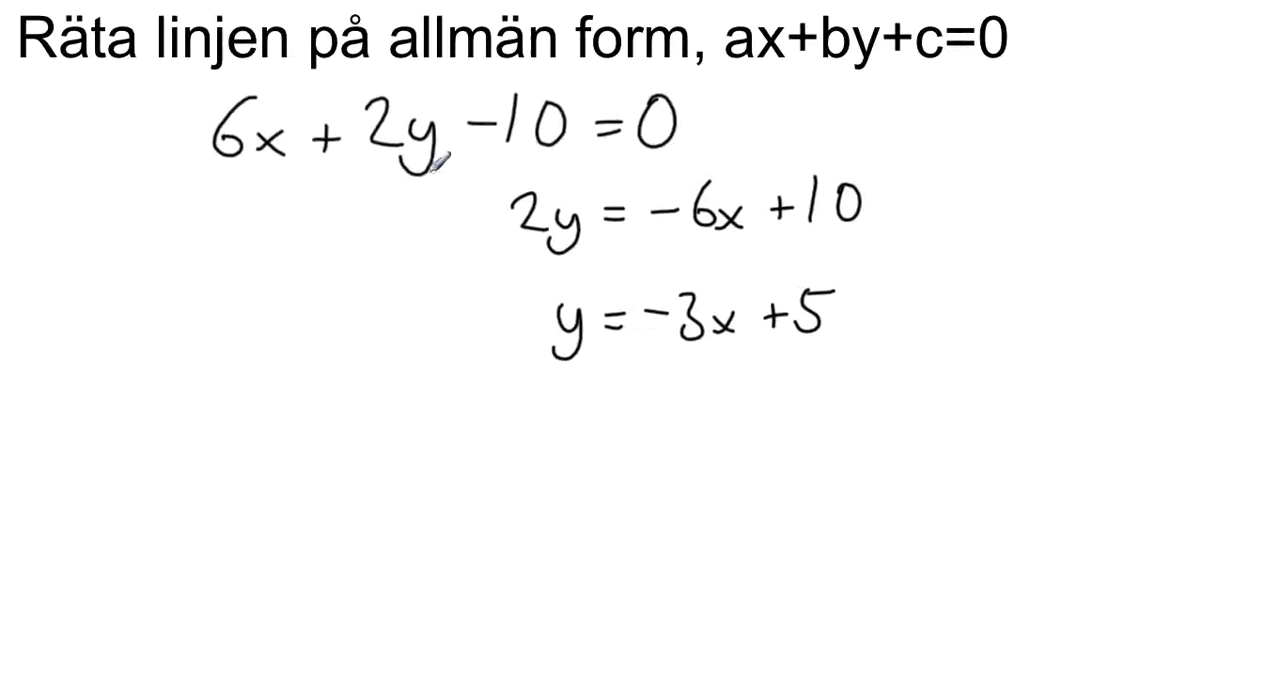 Räta linjen på allmän form, ax+by+c=0
6x + 2y -10 = 0
2y = -6x +10
y = -3x +5